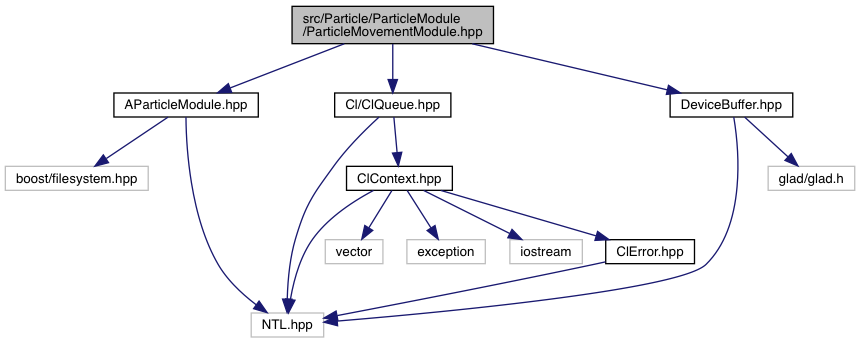 src/Particle/ParticleModule
/ParticleMovementModule.hpp
AParticleModule.hpp
Cl/ClQueue.hpp
DeviceBuffer.hpp
boost/filesystem.hpp
ClContext.hpp
glad/glad.h
vector
exception
iostream
ClError.hpp
NTL.hpp